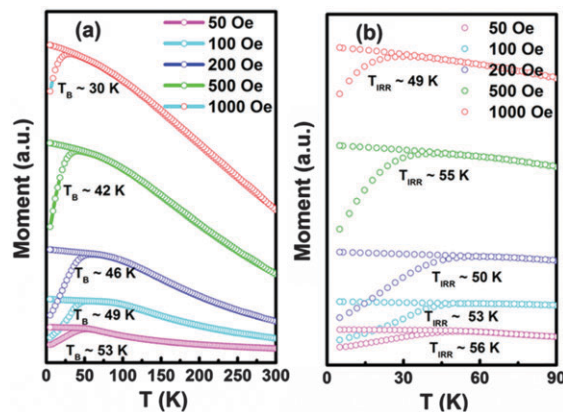 (a)
50 Oe
100 Oe
200 Oe
500 Oe
1000 Oe
T_B ~ 30 K
T_B ~ 42 K
T_B ~ 46 K
T_B ~ 49 K
T_B ~ 53 K
Moment (a.u.)
0 50 100 150 200 250 300
T (K)
(b)
50 Oe
100 Oe
200 Oe
500 Oe
1000 Oe
T_IRR ~ 49 K
T_IRR ~ 55 K
T_IRR ~ 50 K
T_IRR ~ 53 K
T_IRR ~ 56 K
Moment (a.u.)
0 30 60 90
T (K)